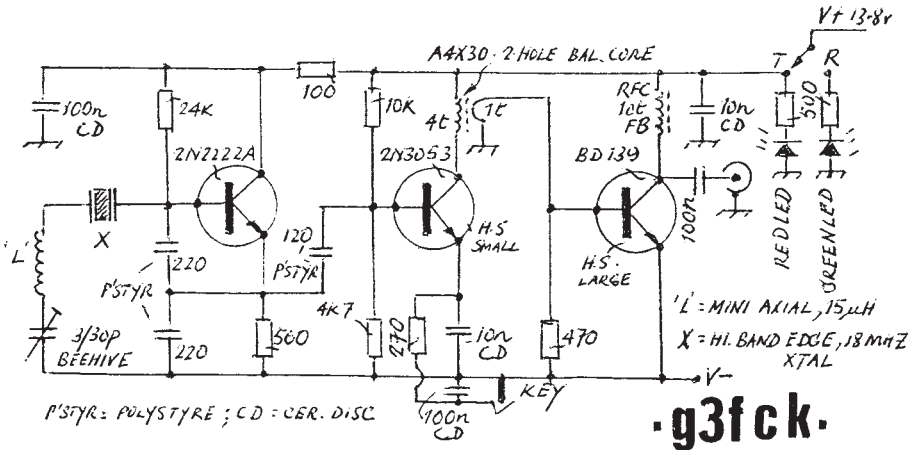 V+ 13-8v
A4X30-2-HOLE BAL. CORE
T
R
100
100n
CD
24K
10K
4t
1t
RFC
10t
FB
10n
CD
500
2N2222A
2N3053
BD139
100n
'L'
X
220
P'STYR
120
P'STYR
H.S
SMALL
H.S.
LARGE
RED LED
GREEN LED
3/30p
BEEHIVE
220
500
4K7
270
10n
CD
470
'L' = MINI AXIAL, 15µH
X = HI. BAND EDGE, 18 MHZ
XTAL
KEY
V-
100n
CD
P'STYR = POLYSTYRE ; CD = CER. DISC
·g3fck·